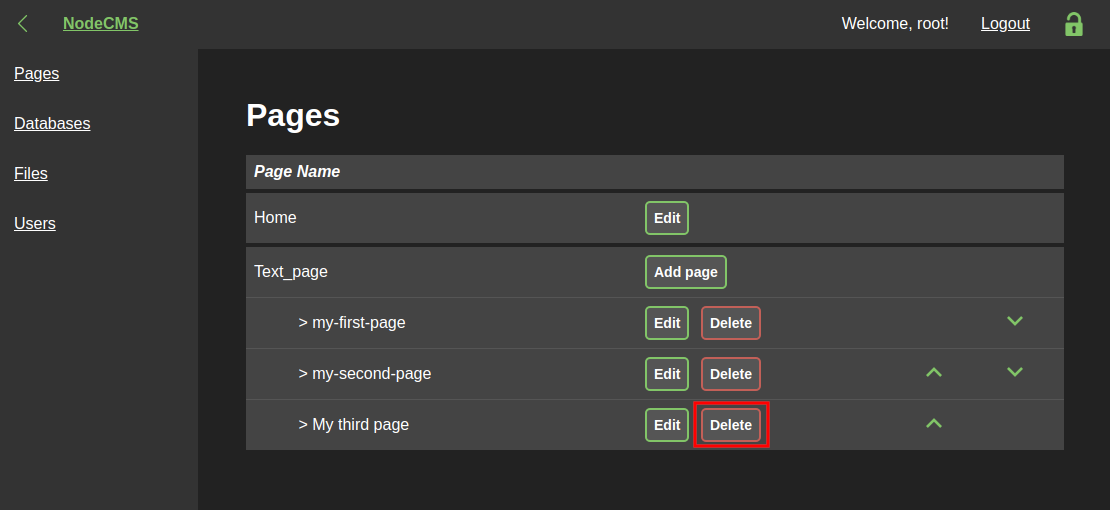 NodeCMS Welcome, root! Logout
Pages
Databases
Files
Users
Pages
Page Name
Home Edit
Text_page Add page
> my-first-page Edit Delete
> my-second-page Edit Delete
> My third page Edit Delete